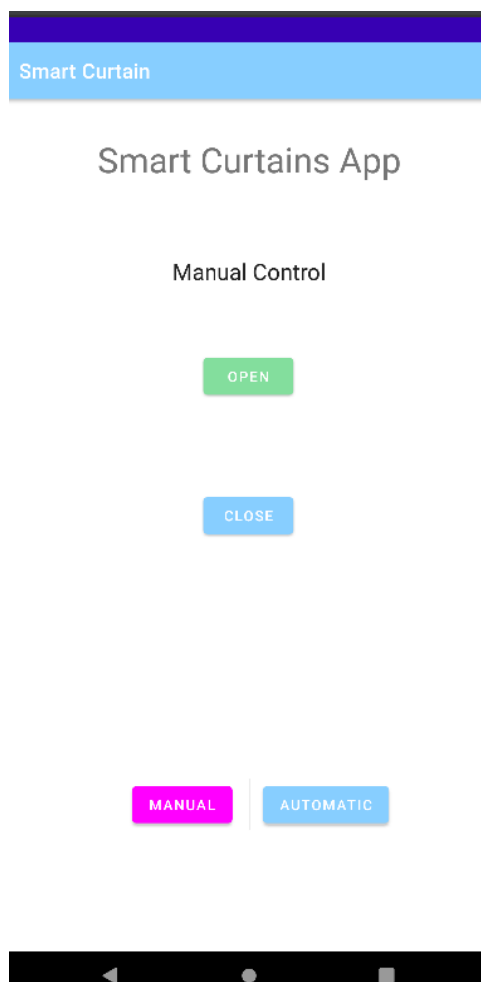 Smart Curtain
Smart Curtains App
Manual Control
OPEN
CLOSE
MANUAL AUTOMATIC